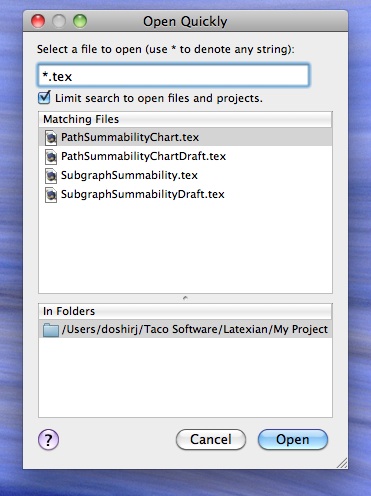 Open Quickly
Select a file to open (use * to denote any string):
*.tex
Limit search to open files and projects.
Matching Files
PathSummabilityChart.tex
PathSummabilityChartDraft.tex
SubgraphSummability.tex
SubgraphSummabilityDraft.tex
In Folders
/Users/doshirj/Taco Software/Latexian/My Project
?
Cancel
Open